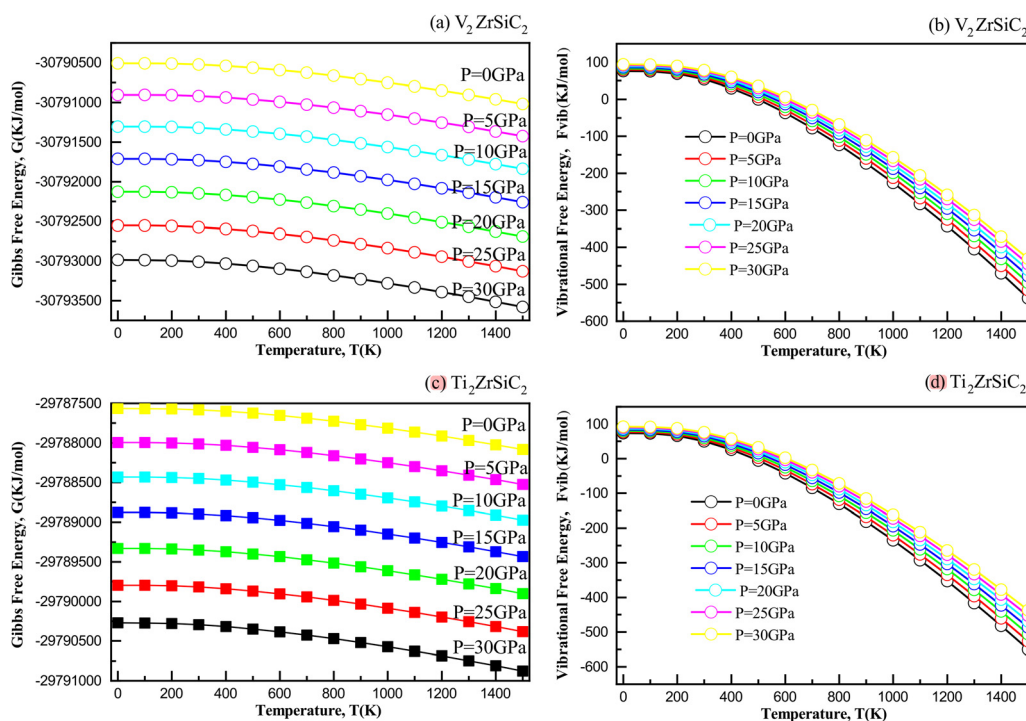 (a) V2ZrSiC2
Gibbs Free Energy, G(KJ/mol)
-30790500
-30791000
-30791500
-30792000
-30792500
-30793000
-30793500
P=0GPa
P=5GPa
P=10GPa
P=15GPa
P=20GPa
P=25GPa
P=30GPa
0 200 400 600 800 1000 1200 1400
Temperature, T(K)
(b) V2ZrSiC2
Vibrational Free Energy, Fvib(KJ/mol)
100
0
-100
-200
-300
-400
-500
-600
P=0GPa
P=5GPa
P=10GPa
P=15GPa
P=20GPa
P=25GPa
P=30GPa
0 200 400 600 800 1000 1200 1400
Temperature, T(K)
(c) Ti2ZrSiC2
Gibbs Free Energy, G(KJ/mol)
-29787500
-29788000
-29788500
-29789000
-29789500
-29790000
-29790500
-29791000
P=0GPa
P=5GPa
P=10GPa
P=15GPa
P=20GPa
P=25GPa
P=30GPa
0 200 400 600 800 1000 1200 1400
Temperature, T(K)
(d) Ti2ZrSiC2
Vibrational Free Energy, Fvib(KJ/mol)
100
0
-100
-200
-300
-400
-500
-600
P=0GPa
P=5GPa
P=10GPa
P=15GPa
P=20GPa
P=25GPa
P=30GPa
0 200 400 600 800 1000 1200 1400
Temperature, T(K)